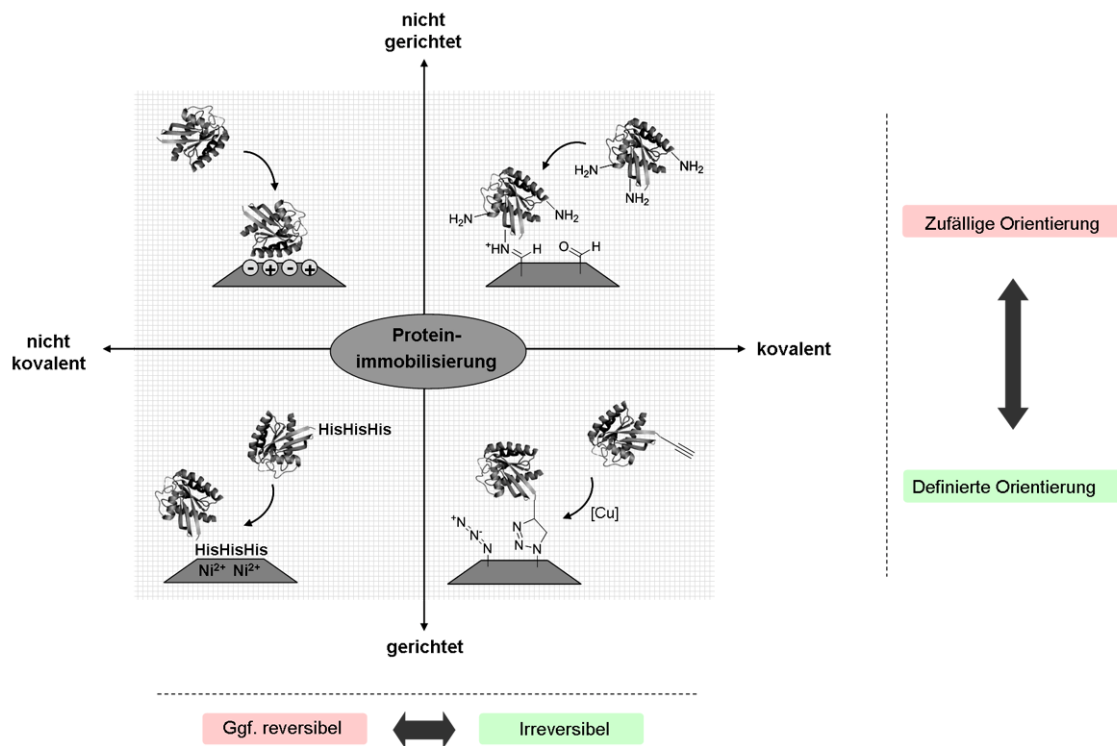 nicht
gerichtet
H₂N
NH₂
NH₂
H₂N
NH₂
⁺HN
H
O
H
- + - +
Zufällige Orientierung
nicht
kovalent
Protein-
immobilisierung
kovalent
HisHisHis
HisHisHis
Ni²⁺ Ni²⁺
[Cu]
⁺N
N⁻
N
N
N
N
Definierte Orientierung
gerichtet
Ggf. reversibel
Irreversibel